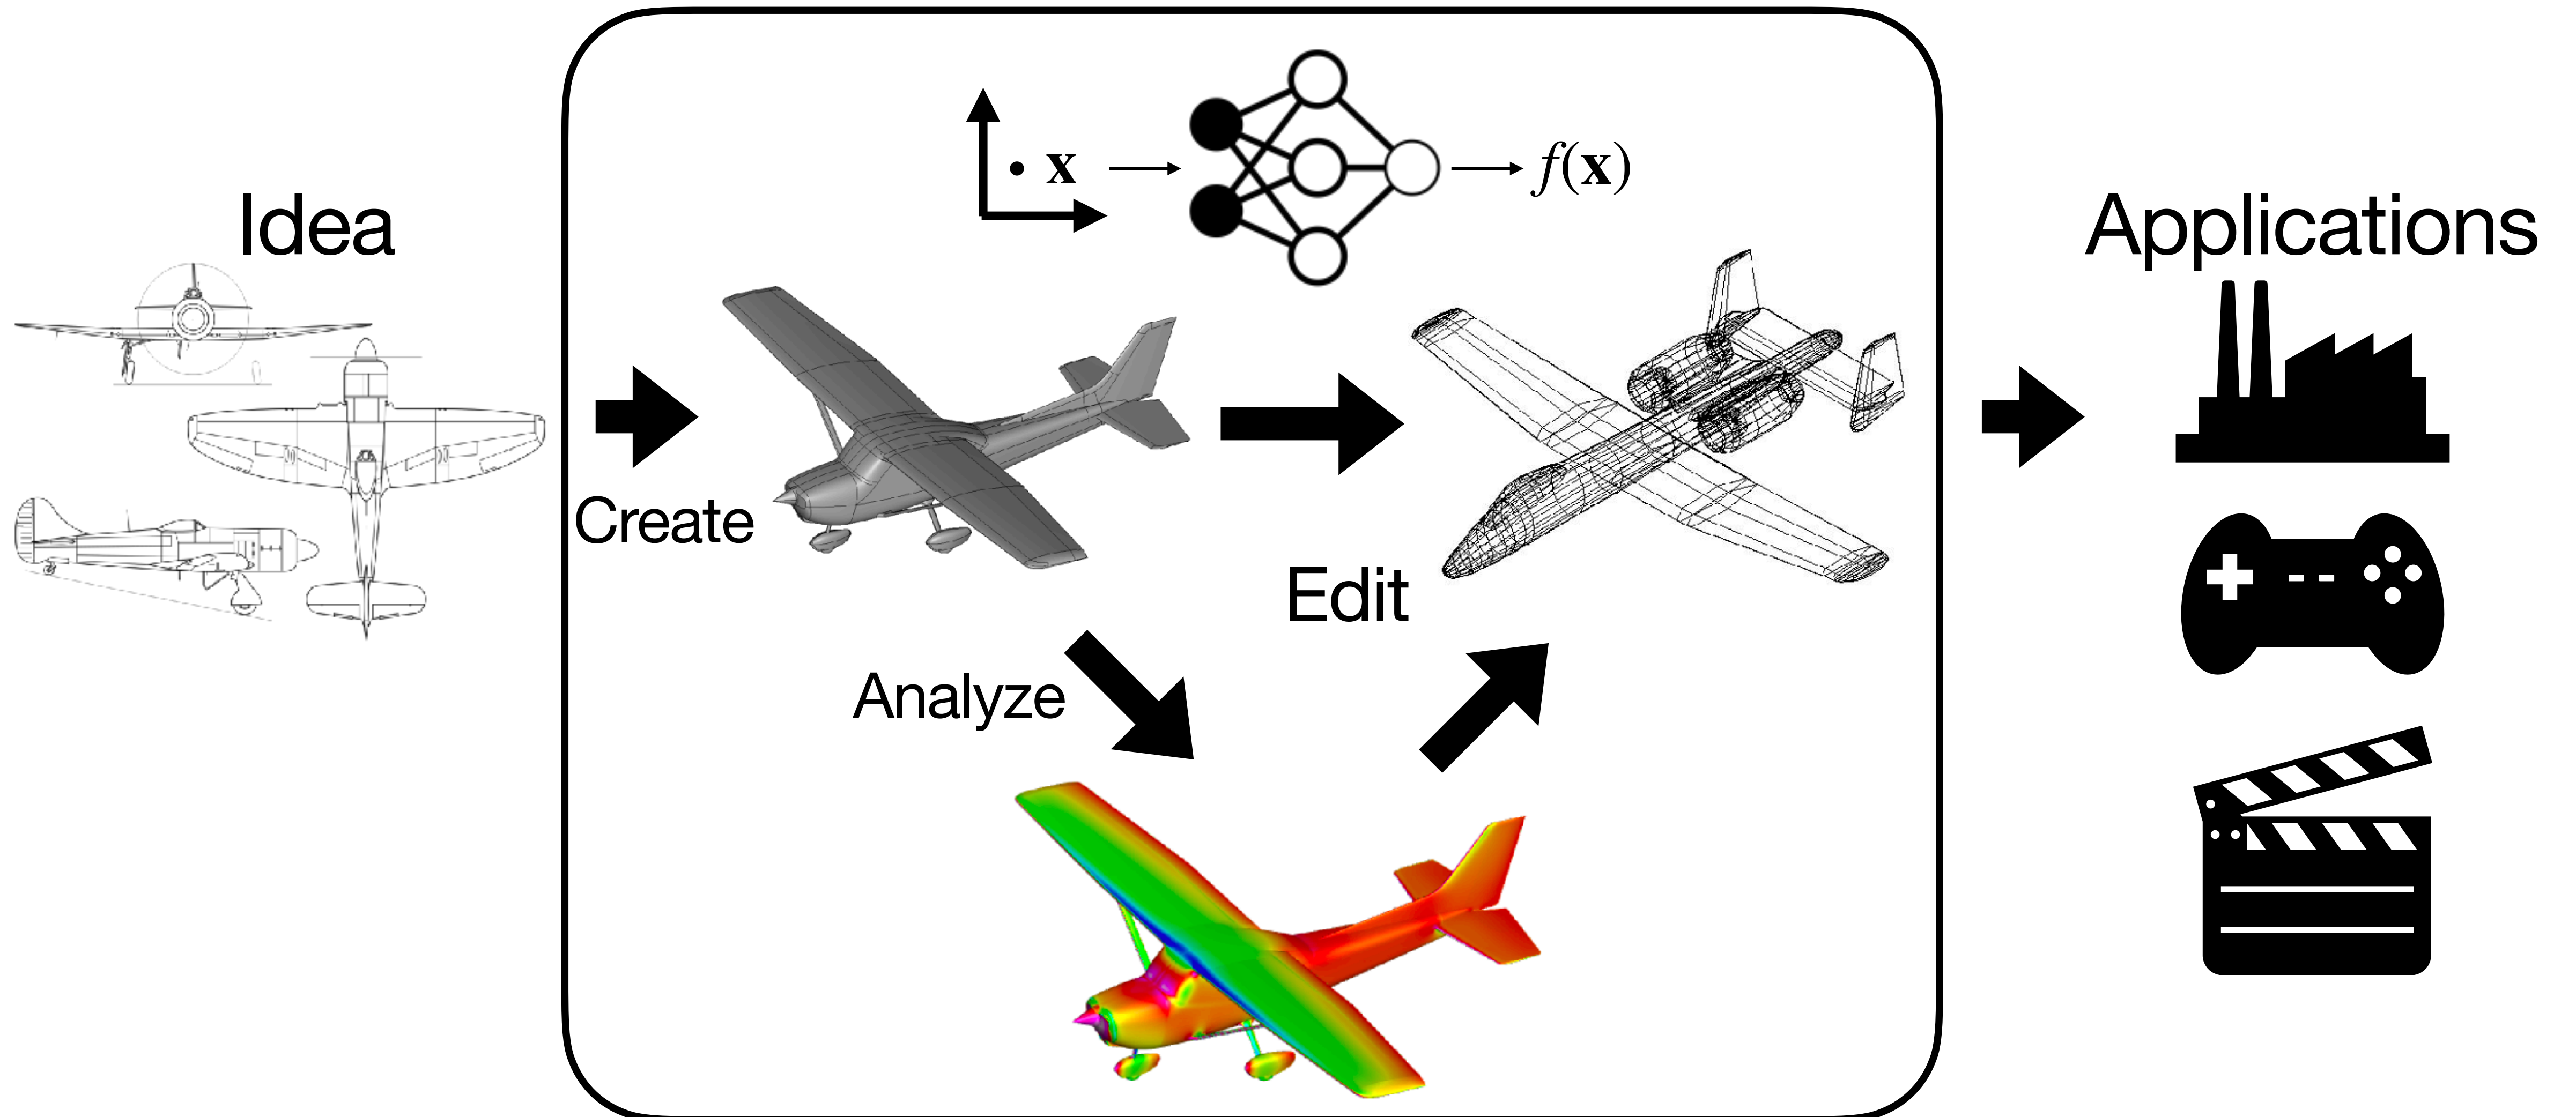 Idea
x
f(x)
Applications
Create
Edit
Analyze